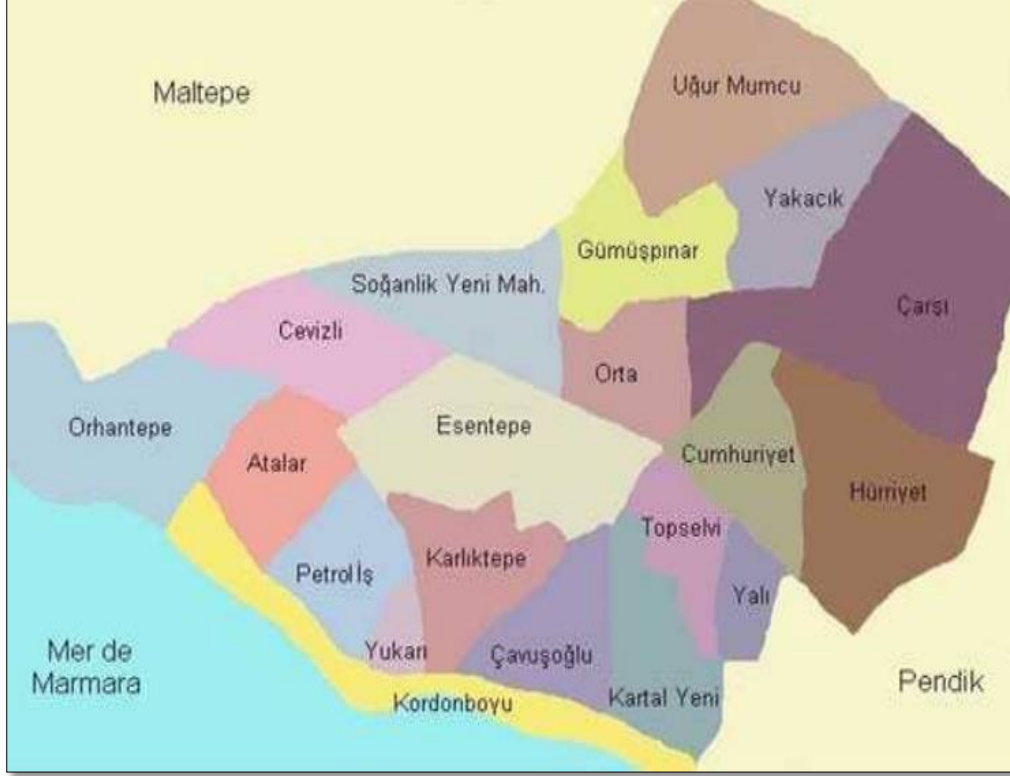 Maltepe
Uğur Mumcu
Yakacık
Gümüşpınar
Soğanlik Yeni Mah.
Çarşı
Cevizli
Orta
Orhantepe
Esentepe
Cumhuriyet
Atalar
Hürriyet
Topselvi
Karlıktepe
Petrol İş
Yalı
Yukarı
Çavuşoğlu
Mer de
Marmara
Pendik
Kartal Yeni
Kordonboyu